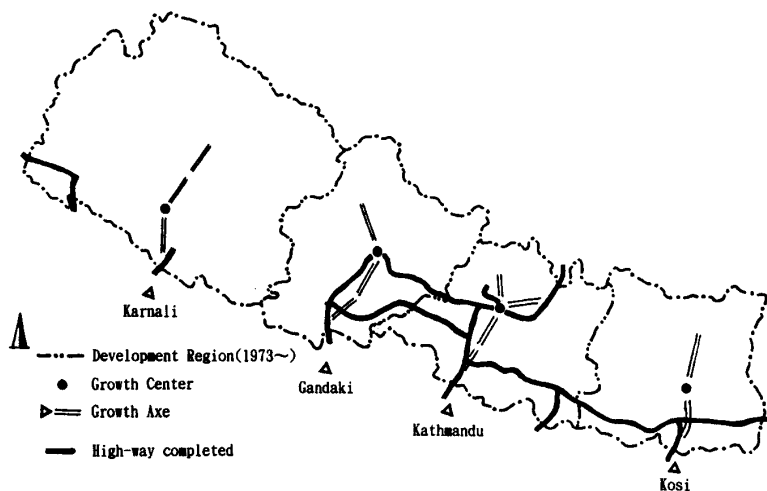 Karnali
Gandaki
Kathmandu
Kosi
Development Region(1973～)
Growth Center
Growth Axe
High-way completed